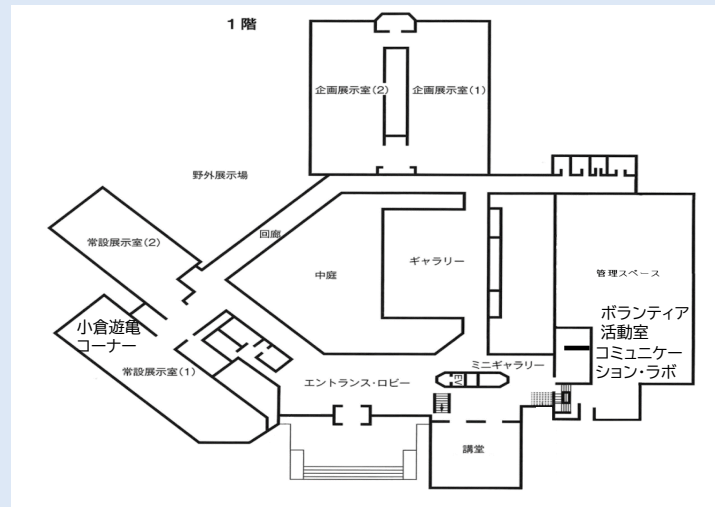 1階
企画展示室(2)
企画展示室(1)
野外展示場
回廊
常設展示室(2)
中庭
ギャラリー
管理スペース
小倉遊亀
コーナー
ボランティア
活動室
コミュニケー
ション・ラボ
常設展示室(1)
ミニギャラリー
エントランス・ロビー
EV
講堂